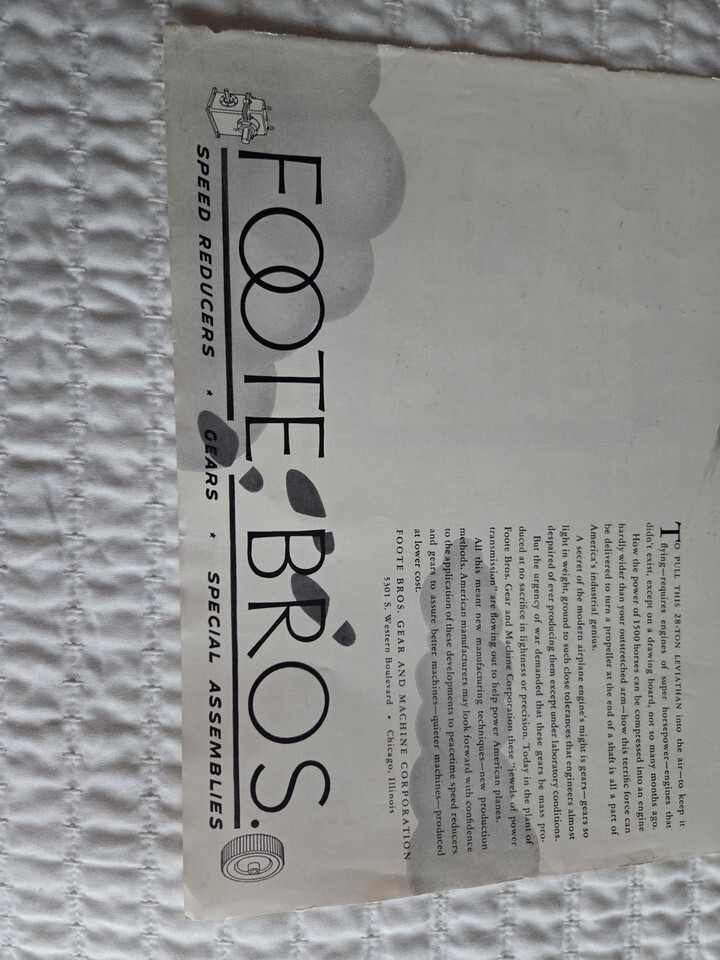 TO PULL THIS 28-TON LEVIATHAN into the air—to keep it
flying—requires engines of super horsepower—engines that
didn't exist, except on a drawing board, not so many months ago.
How the power of 1500 horses can be compressed into an engine
hardly wider than your outstretched arm—how this terrific force can
be delivered to turn a propeller at the end of a shaft is all a part of
America's industrial genius.
A secret of the modern airplane engine's might is gears—gears so
light in weight, ground to such close tolerances that engineers almost
despaired of ever producing them except under laboratory conditions.
But the urgency of war demanded that these gears be mass pro-
duced at no sacrifice in lightness or precision. Today in the plant of
Foote Bros. Gear and Machine Corporation these "jewels of power
transmission" are flowing out to help power American planes.
All this meant new manufacturing techniques—new production
methods. American manufacturers may look forward with confidence
to the application of these developments to peacetime speed reducers
and gears to assure better machines—quieter machines—produced
at lower cost.
FOOTE BROS. GEAR AND MACHINE CORPORATION
5301 S. Western Boulevard • Chicago, Illinois
FOOTE BROS.
SPEED REDUCERS * GEARS * SPECIAL ASSEMBLIES